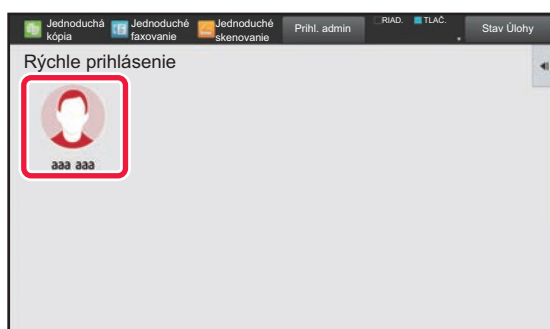 Jednoduchá kópia
Jednoduché faxovanie
Jednoduché skenovanie
Prihl. admin
RIAD.
TLAČ.
Stav Úlohy
Rýchle prihlásenie
aaa aaa